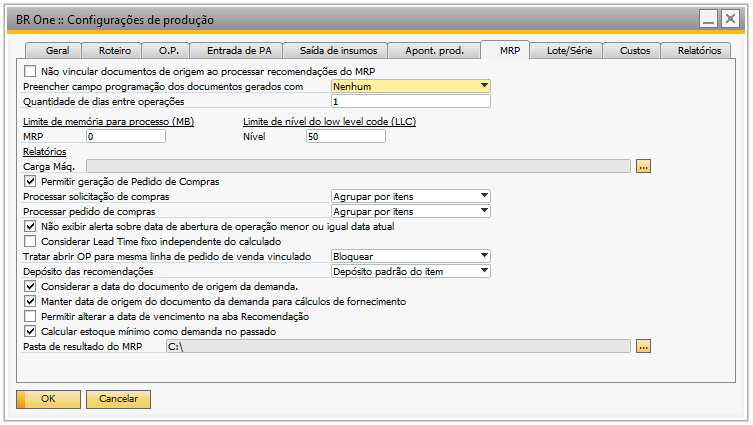 BR One :: Configurações de produção
Geral Roteiro O.P. Entrada de PA Saída de insumos Apont. prod. MRP Lote/Série Custos Relatórios
Não vincular documentos de origem ao processar recomendações do MRP
Preencher campo programação dos documentos gerados com Nenhum
Quantidade de dias entre operações 1
Limite de memória para processo (MB) Limite de nível do low level code (LLC)
MRP 0 Nível 50
Relatórios
Carga Máq. ...
Permitir geração de Pedido de Compras
Processar solicitação de compras Agrupar por itens
Processar pedido de compras Agrupar por itens
Não exibir alerta sobre data de abertura de operação menor ou igual data atual
Considerar Lead Time fixo independente do calculado
Tratar abrir OP para mesma linha de pedido de venda vinculado Bloquear
Depósito das recomendações Depósito padrão do item
Considerar a data do documento de origem da demanda.
Manter data de origem do documento da demanda para cálculos de fornecimento
Permitir alterar a data de vencimento na aba Recomendação
Calcular estoque mínimo como demanda no passado
Pasta de resultado do MRP C:\ ...
OK Cancelar